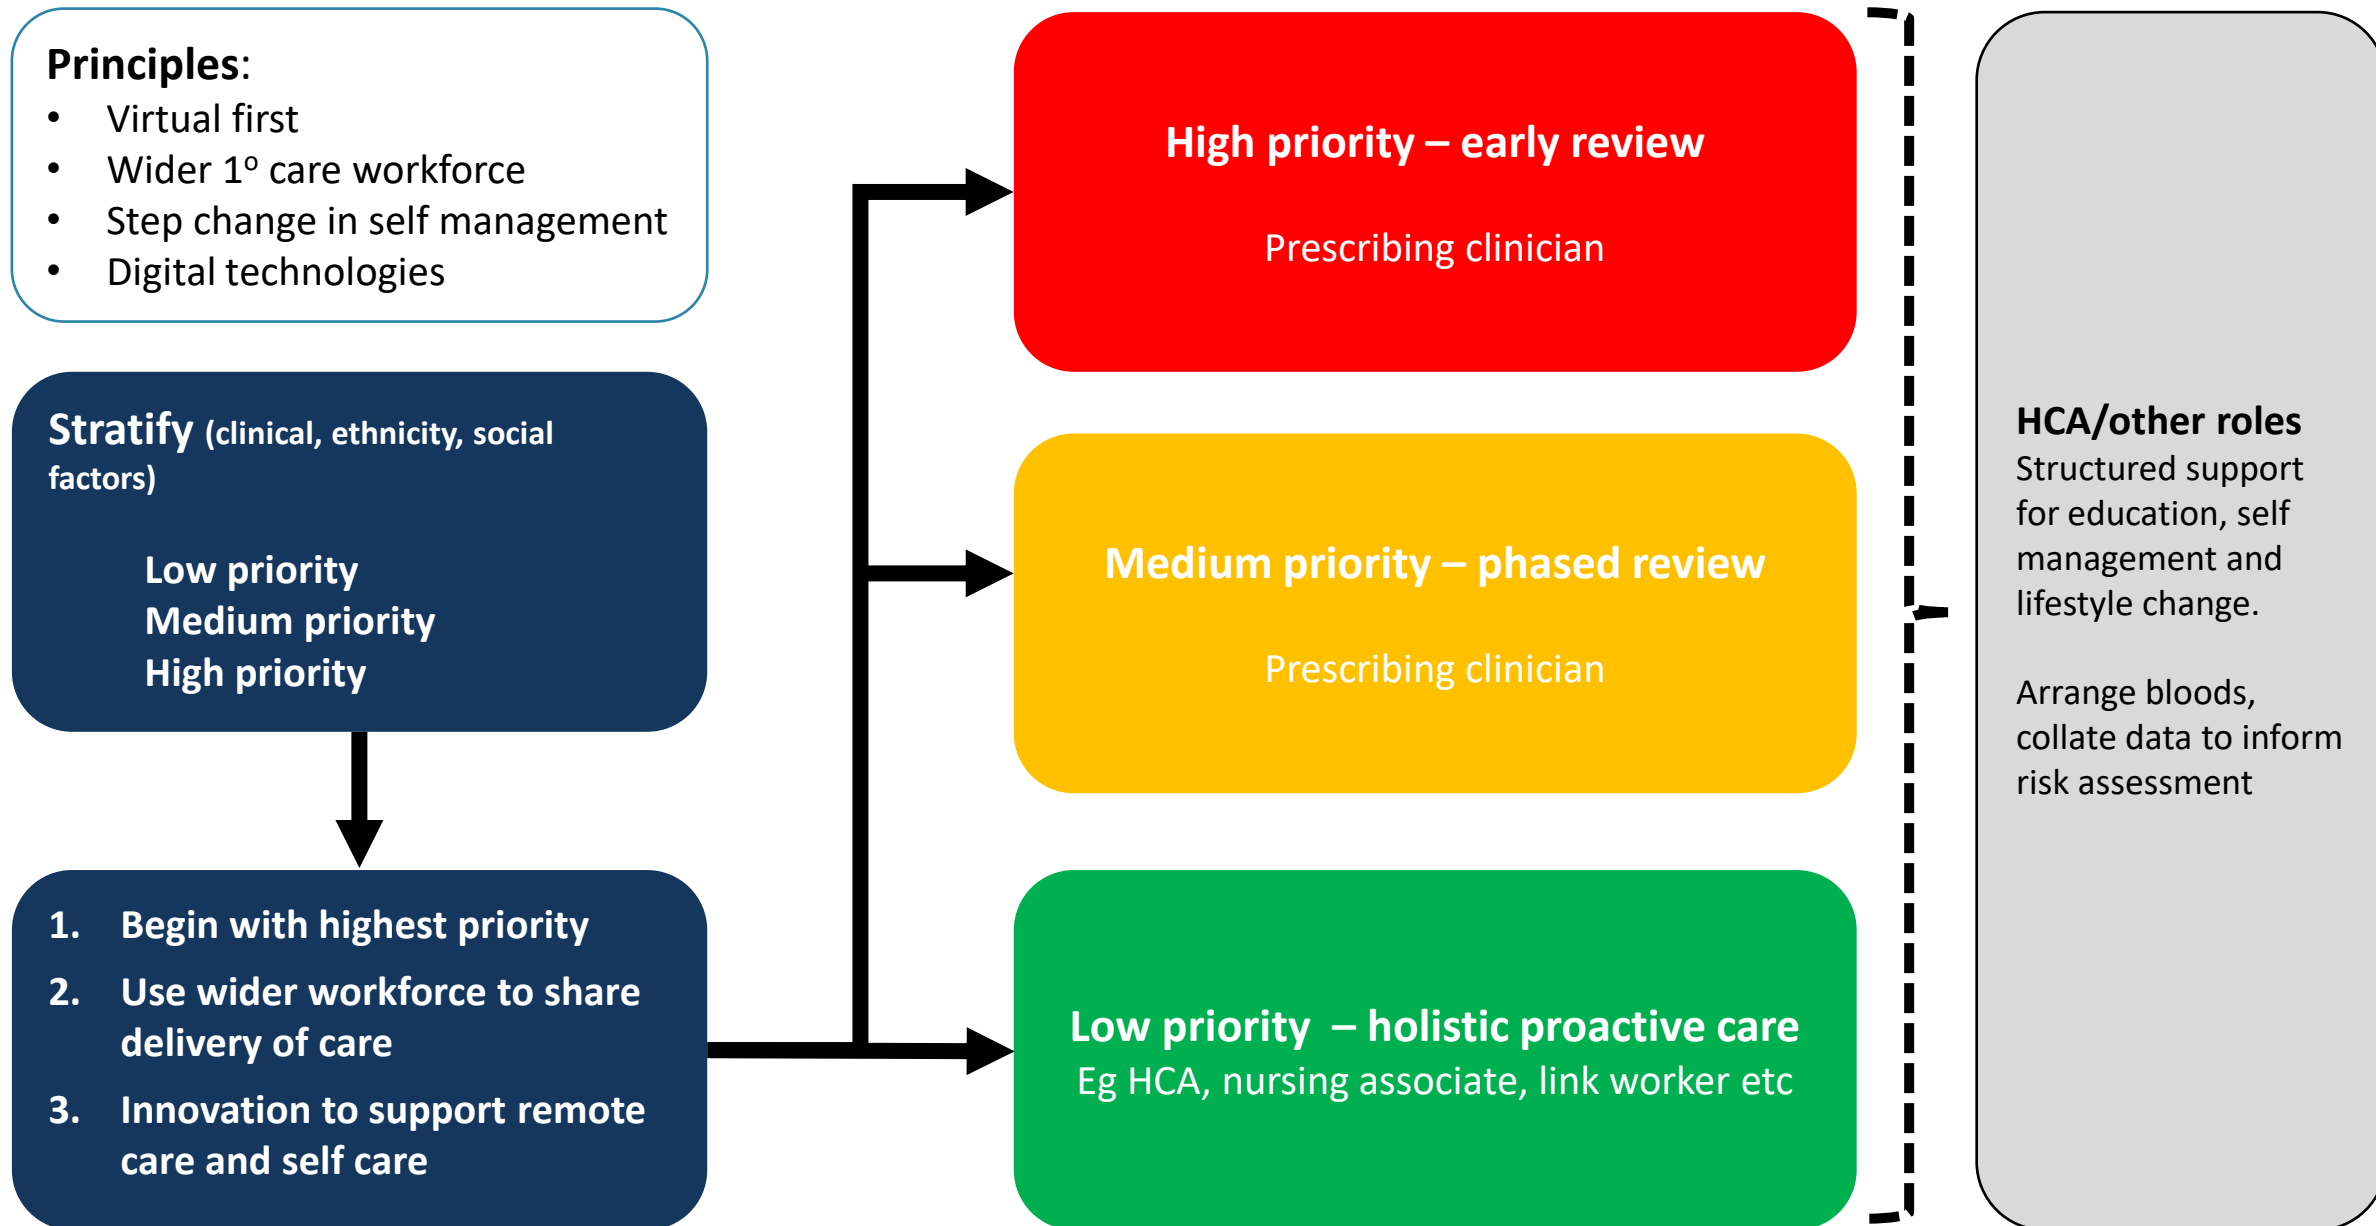 Principles:
• Virtual first
• Wider 1º care workforce
• Step change in self management
• Digital technologies
Stratify (clinical, ethnicity, social
factors)
Low priority
Medium priority
High priority
1. Begin with highest priority
2. Use wider workforce to share
delivery of care
3. Innovation to support remote
care and self care
High priority – early review
Prescribing clinician
Medium priority – phased review
Prescribing clinician
Low priority – holistic proactive care
Eg HCA, nursing associate, link worker etc
HCA/other roles
Structured support
for education, self
management and
lifestyle change.
Arrange bloods,
collate data to inform
risk assessment